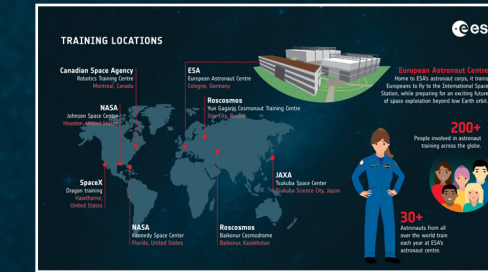 esa
TRAINING LOCATIONS
Canadian Space Agency
Robotics Training Centre
Montreal, Canada
ESA
European Astronaut Centre
Cologne, Germany
European Astronaut Centre
Home to ESA's astronaut corps, it trains
Europeans to fly to the International Space
Station, while preparing for an exciting future
of space exploration beyond low Earth orbit.
NASA
Johnson Space Center
Houston, United States
Roscosmos
Yuri Gagarin Cosmonaut Training Centre
Star City, Russia
200+
People involved in astronaut
training across the globe.
SpaceX
Dragon training
Hawthorne,
United States
JAXA
Tsukuba Space Center
Tsukuba Science City, Japan
NASA
Kennedy Space Center
Florida, United States
Roscosmos
Baikonur Cosmodrome
Baikonur, Kazakhstan
30+
Astronauts from all
over the world train
each year at ESA's
astronaut centre.